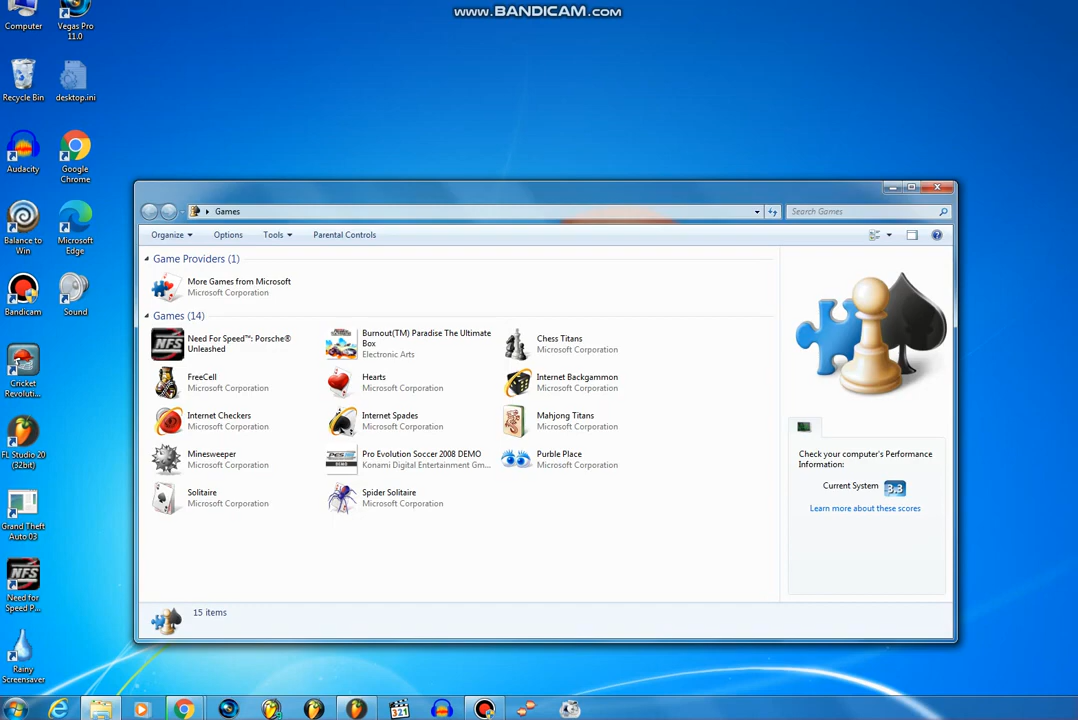 www.BANDICAM.com
Computer
Vegas Pro
11.0
Recycle Bin
desktop.ini
Audacity
Google
Chrome
Balance to
Win
Microsoft
Edge
Bandicam
Sound
Cricket
Revoluti...
FL Studio 20
(32bit)
Grand Theft
Auto 03
NFS
Need for
Speed P...
Rainy
Screensaver
Games
Search Games
Organize
Options
Tools
Parental Controls
Game Providers (1)
More Games from Microsoft
Microsoft Corporation
Games (14)
NFS
Need For Speed™: Porsche®
Unleashed
Burnout(TM) Paradise The Ultimate
Box
Electronic Arts
Chess Titans
Microsoft Corporation
FreeCell
Microsoft Corporation
Hearts
Microsoft Corporation
Internet Backgammon
Microsoft Corporation
Internet Checkers
Microsoft Corporation
Internet Spades
Microsoft Corporation
Mahjong Titans
Microsoft Corporation
Minesweeper
Microsoft Corporation
Pro Evolution Soccer 2008 DEMO
Konami Digital Entertainment Gm...
Purble Place
Microsoft Corporation
Solitaire
Microsoft Corporation
Spider Solitaire
Microsoft Corporation
Check your computer's Performance
Information:
Current System
3.3
Learn more about these scores
15 items
321